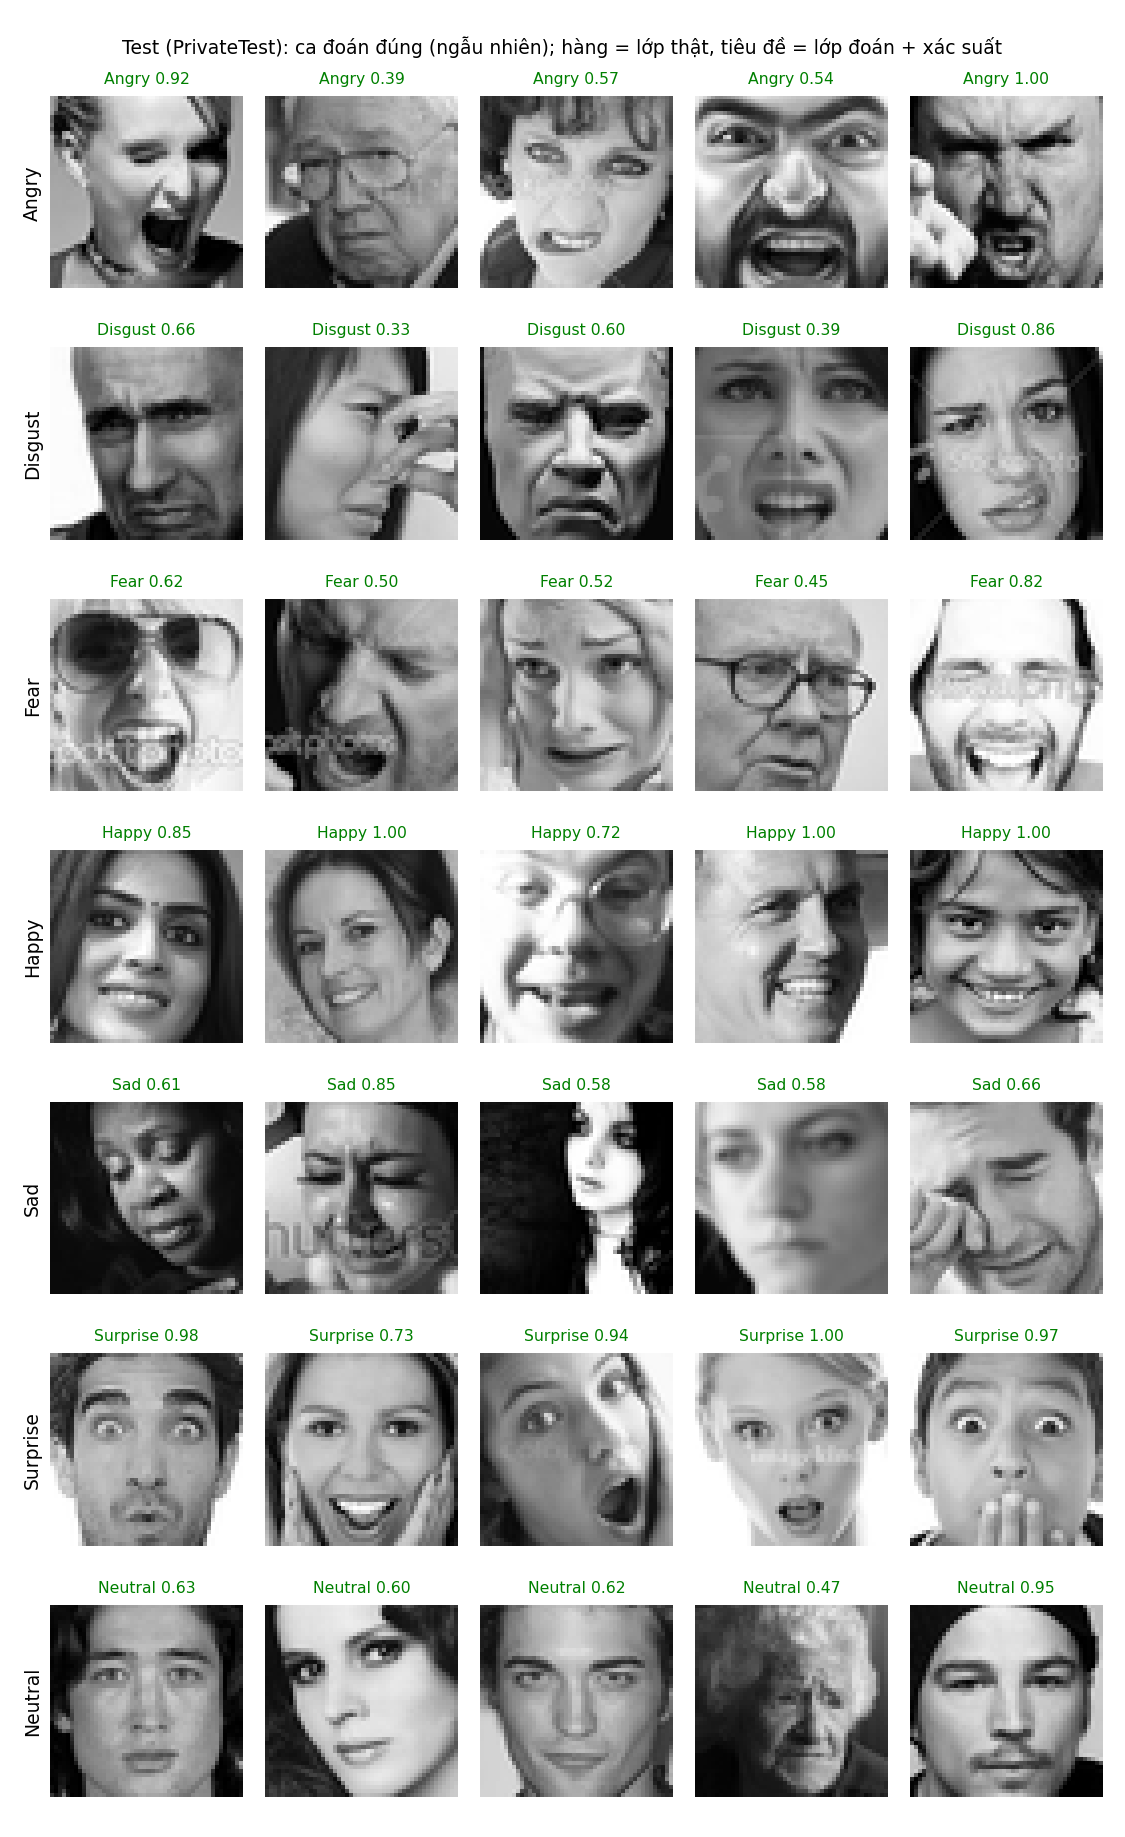 Test (PrivateTest): ca đoán đúng (ngẫu nhiên); hàng = lớp thật, tiêu đề = lớp đoán + xác suất
Angry 0.92 Angry 0.39 Angry 0.57 Angry 0.54 Angry 1.00
Angry
Disgust 0.66 Disgust 0.33 Disgust 0.60 Disgust 0.39 Disgust 0.86
Disgust
Fear 0.62 Fear 0.50 Fear 0.52 Fear 0.45 Fear 0.82
Fear
Happy 0.85 Happy 1.00 Happy 0.72 Happy 1.00 Happy 1.00
Happy
Sad 0.61 Sad 0.85 Sad 0.58 Sad 0.58 Sad 0.66
Sad
Surprise 0.98 Surprise 0.73 Surprise 0.94 Surprise 1.00 Surprise 0.97
Surprise
Neutral 0.63 Neutral 0.60 Neutral 0.62 Neutral 0.47 Neutral 0.95
Neutral